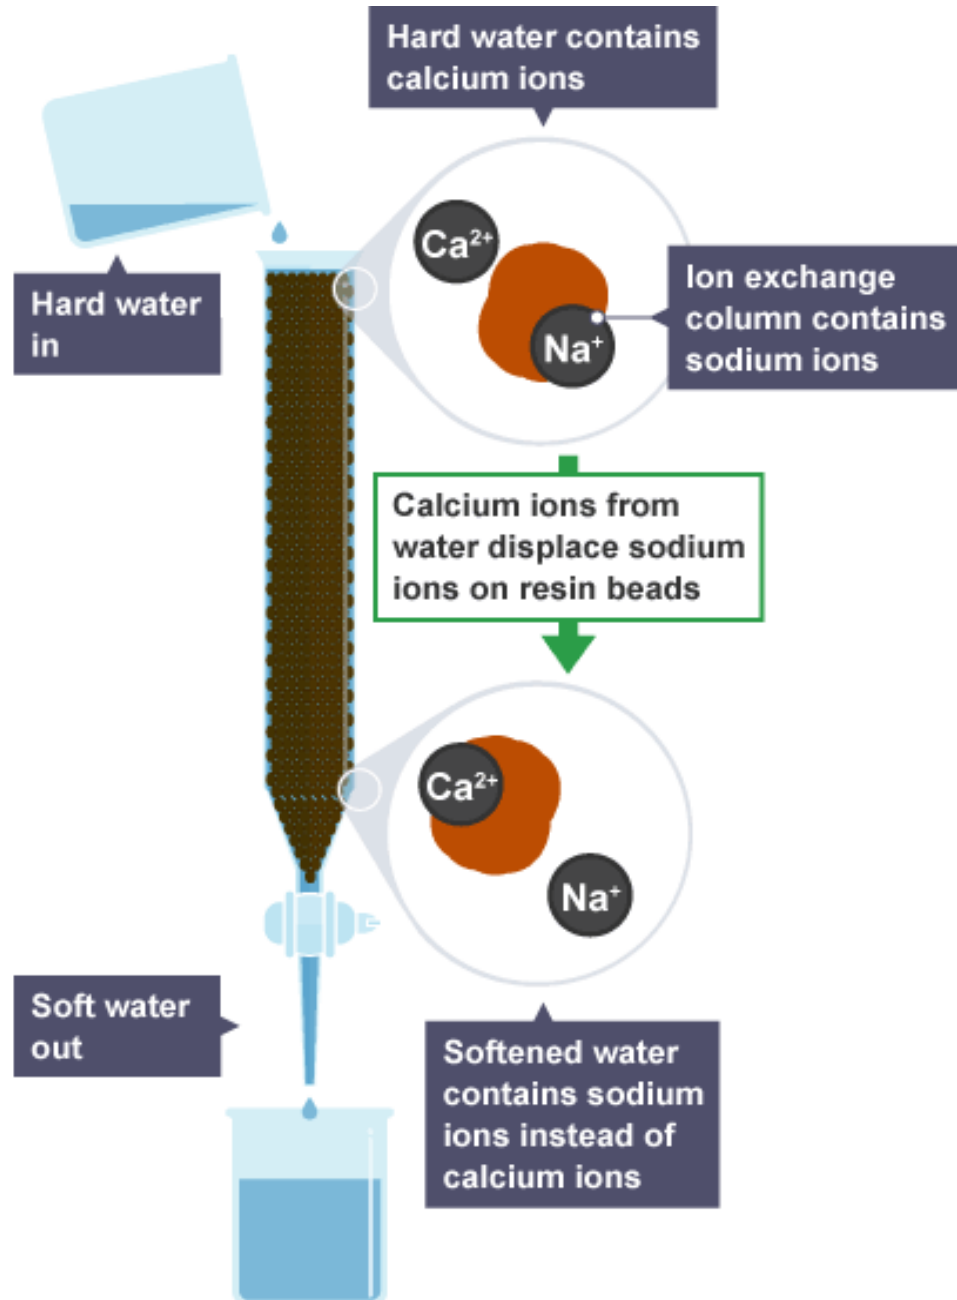 Hard water contains
calcium ions
Ca²⁺
Na⁺
Hard water
in
Ion exchange
column contains
sodium ions
Calcium ions from
water displace sodium
ions on resin beads
Ca²⁺
Na⁺
Soft water
out
Softened water
contains sodium
ions instead of
calcium ions